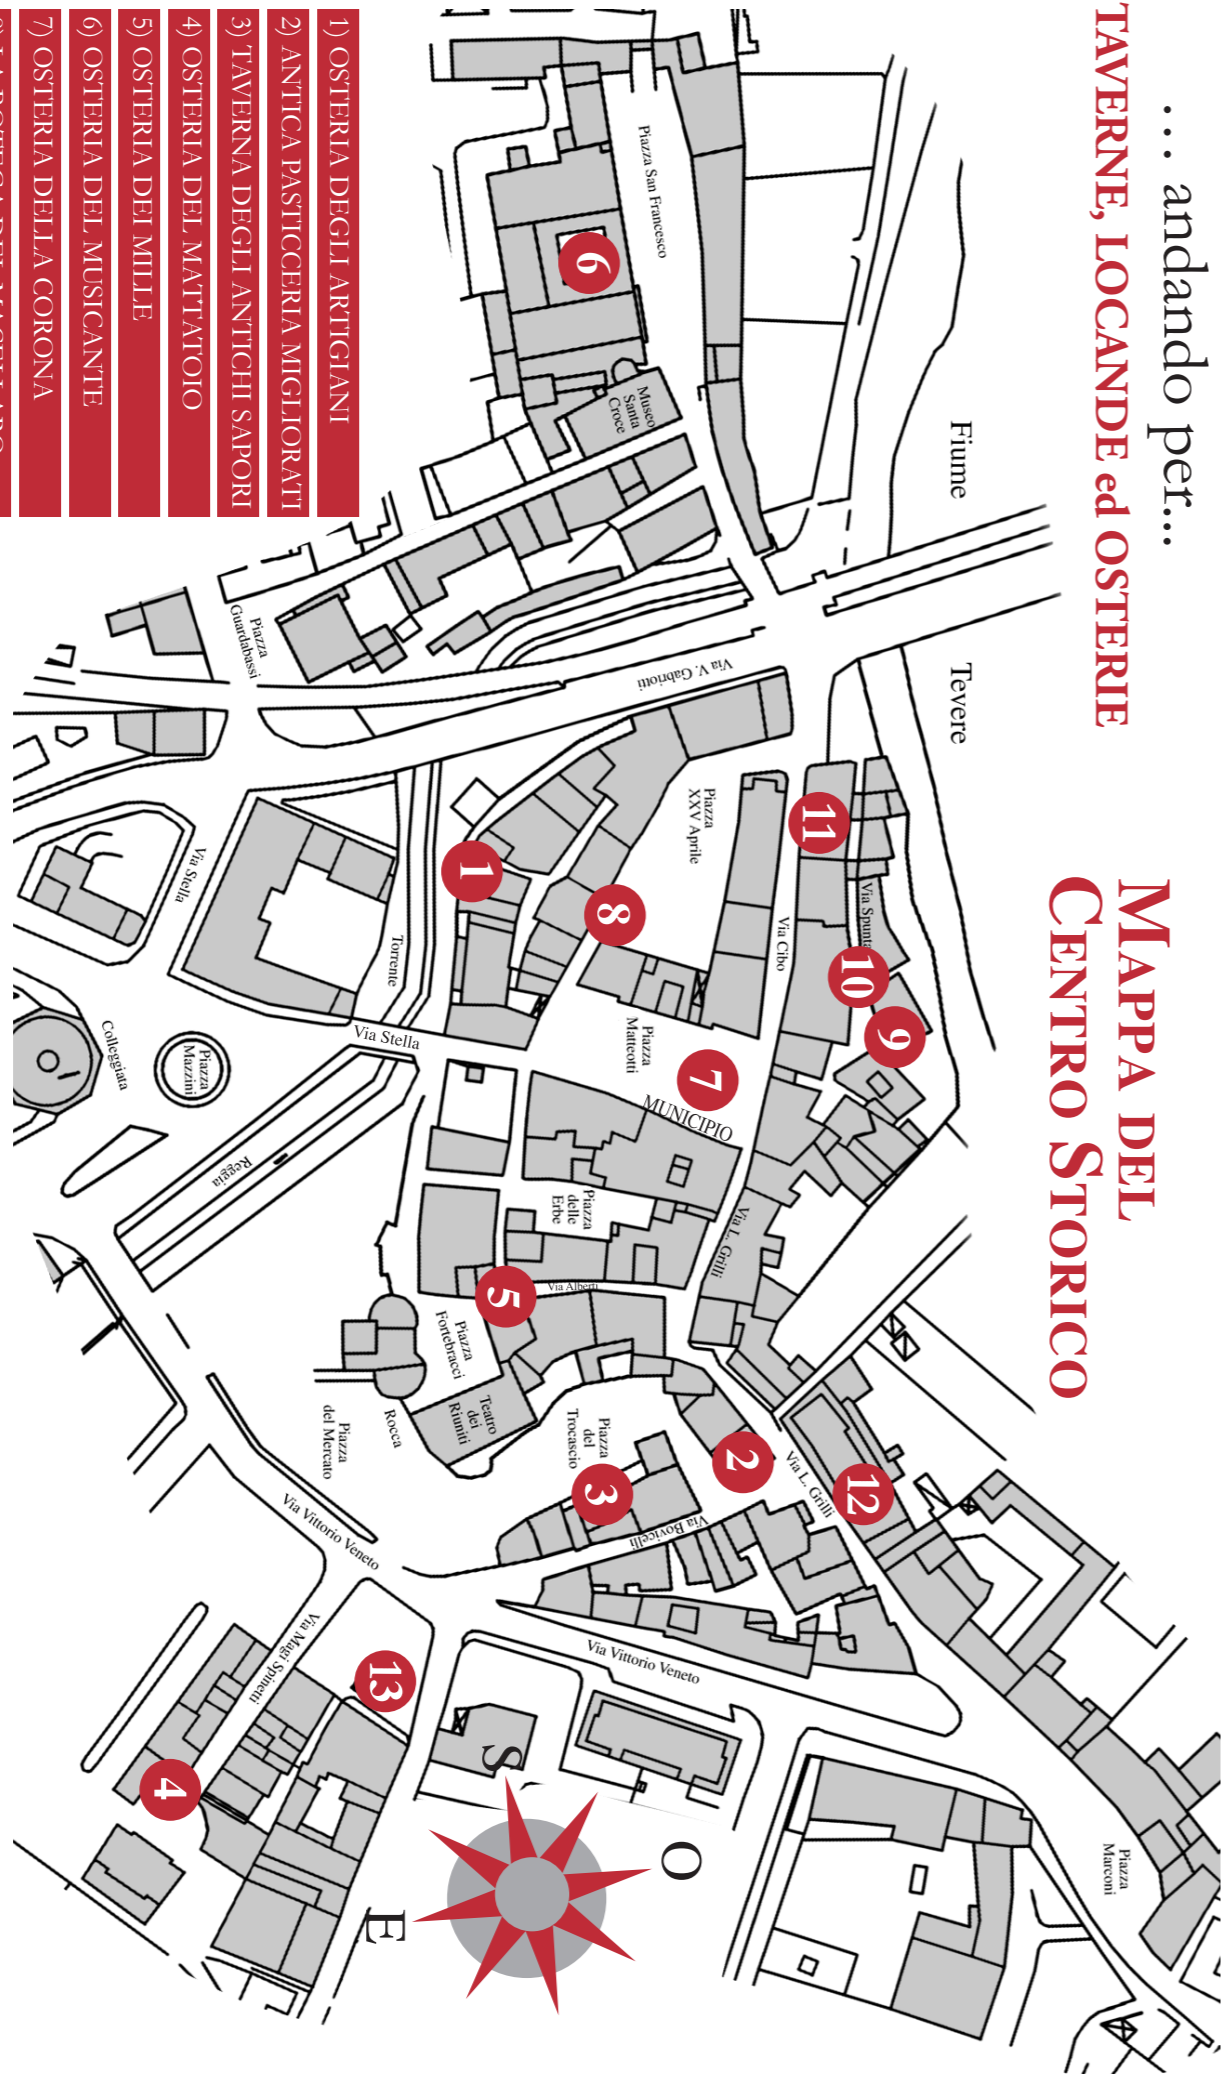 ... andando per...
TAVERNE, LOCANDE ed OSTERIE
MAPPA DEL
CENTRO STORICO
Fiume
Tevere
Piazza San Francesco
6
Museo
Santa
Croce
Piazza
Guardabassi
Via V. Gabriotti
Piazza
XXV Aprile
11
Via Spunta
10
9
Via Cibo
8
1
Torrente
Via Stella
Via Stella
Piazza
Matteotti
7
MUNICIPIO
Piazza
Mazzini
Collegiata
Reggia
Piazza
delle
Erbe
Via L. Grilli
Via Alberti
5
Piazza
Fortebracci
Teatro
dei
Riuniti
Rocca
Piazza
del Mercato
Piazza
del
Trocascio
2
3
Via L. Grilli
12
Via Bovicelli
Via Vittorio Veneto
Via Vittorio Veneto
Via Magi Spinetti
13
4
Piazza
Marconi
S
O
E
1) OSTERIA DEGLI ARTIGIANI
2) ANTICA PASTICCERIA MIGLIORATI
3) TAVERNA DEGLI ANTICHI SAPORI
4) OSTERIA DEL MATTATOIO
5) OSTERIA DEI MILLE
6) OSTERIA DEL MUSICANTE
7) OSTERIA DELLA CORONA